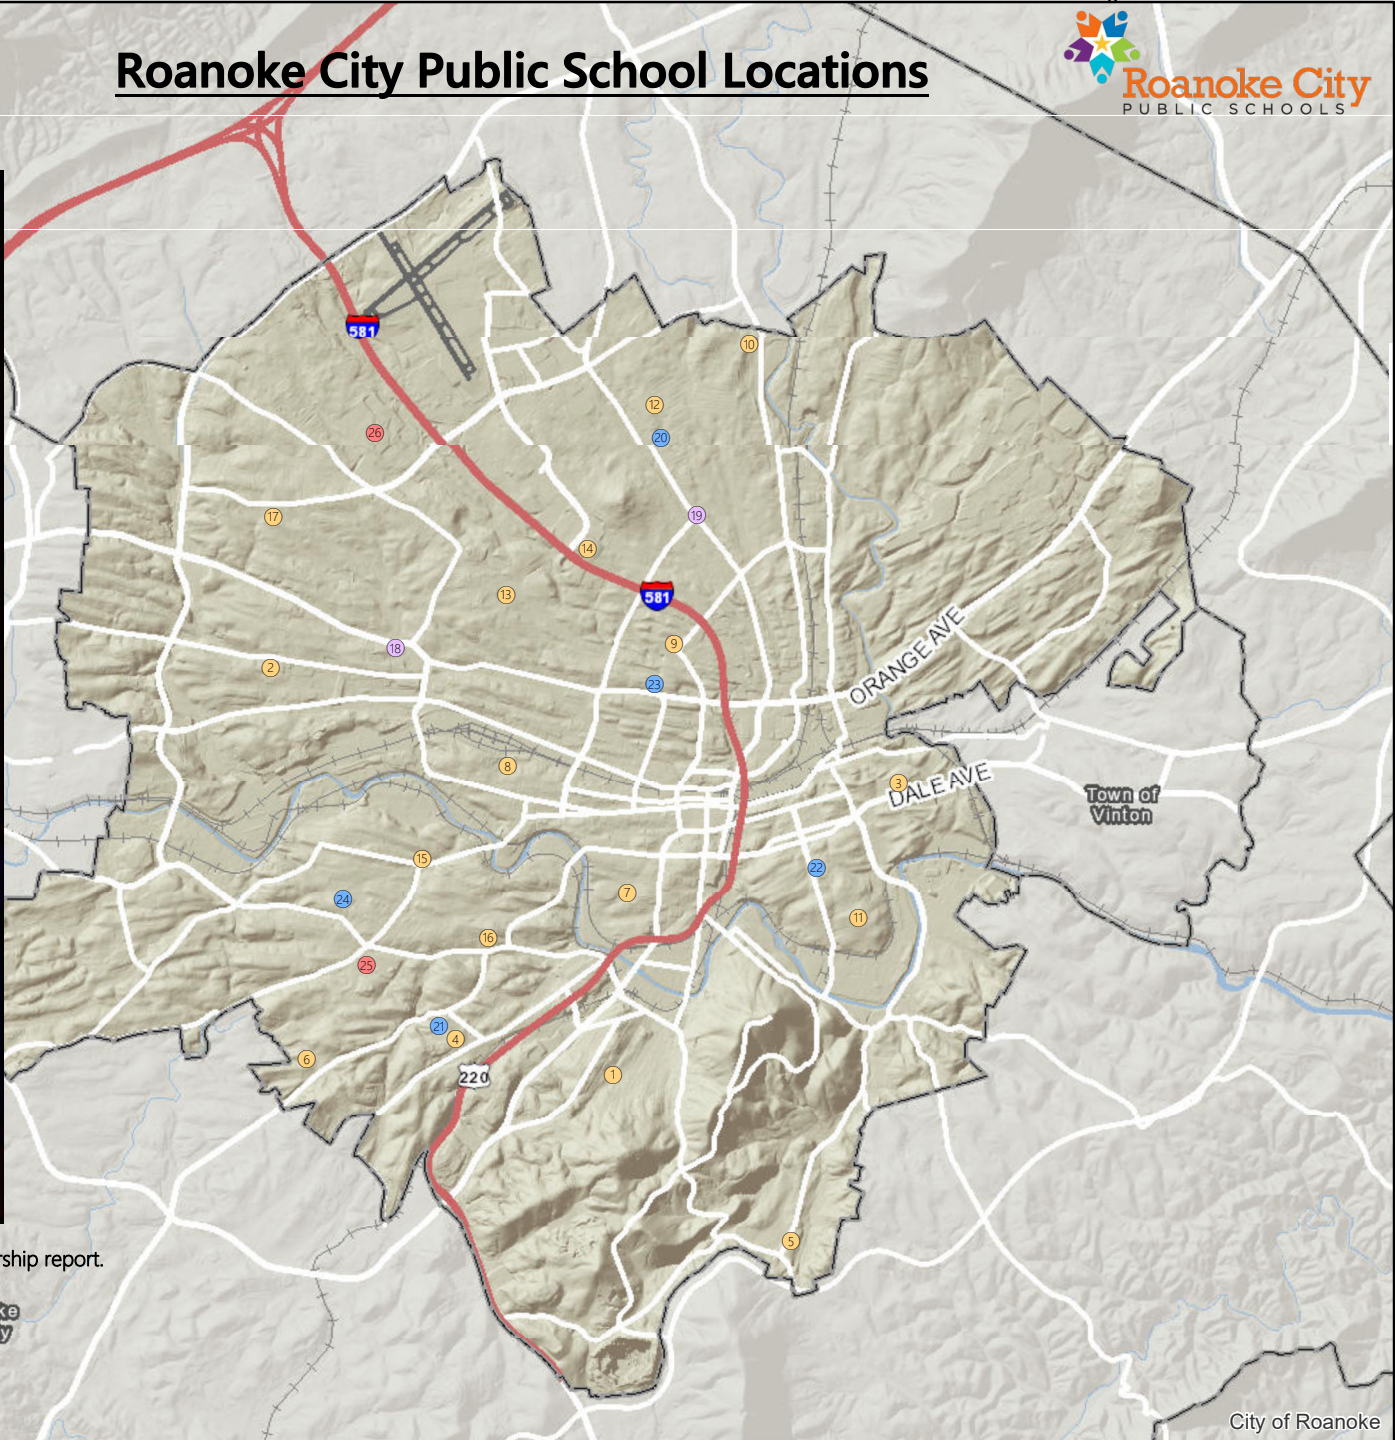 Roanoke City Public School Locations
Roanoke City
PUBLIC SCHOOLS
581
10
12
20
26
17
19
14
581
13
9
18
2
23
ORANGE AVE
8
3
DALE AVE
Town of
Vinton
15
22
24
7
11
16
25
21
4
6
220
1
5
rship report.
ke
y
City of Roanoke